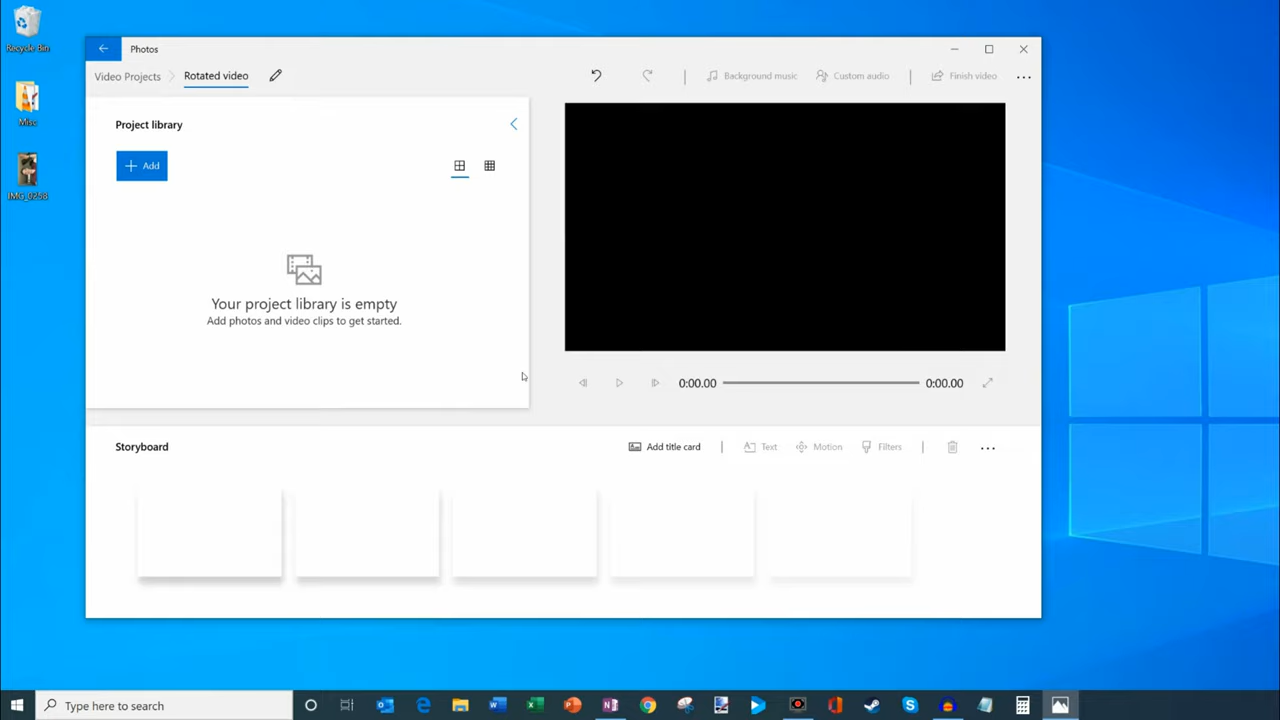 Recycle Bin
Misc
IMG_0253
Photos
Video Projects
Rotated video
Background music
Custom audio
Finish video
Project library
Add
Your project library is empty
Add photos and video clips to get started.
0:00.00
0:00.00
Storyboard
Add title card
Text
Motion
Filters
Type here to search